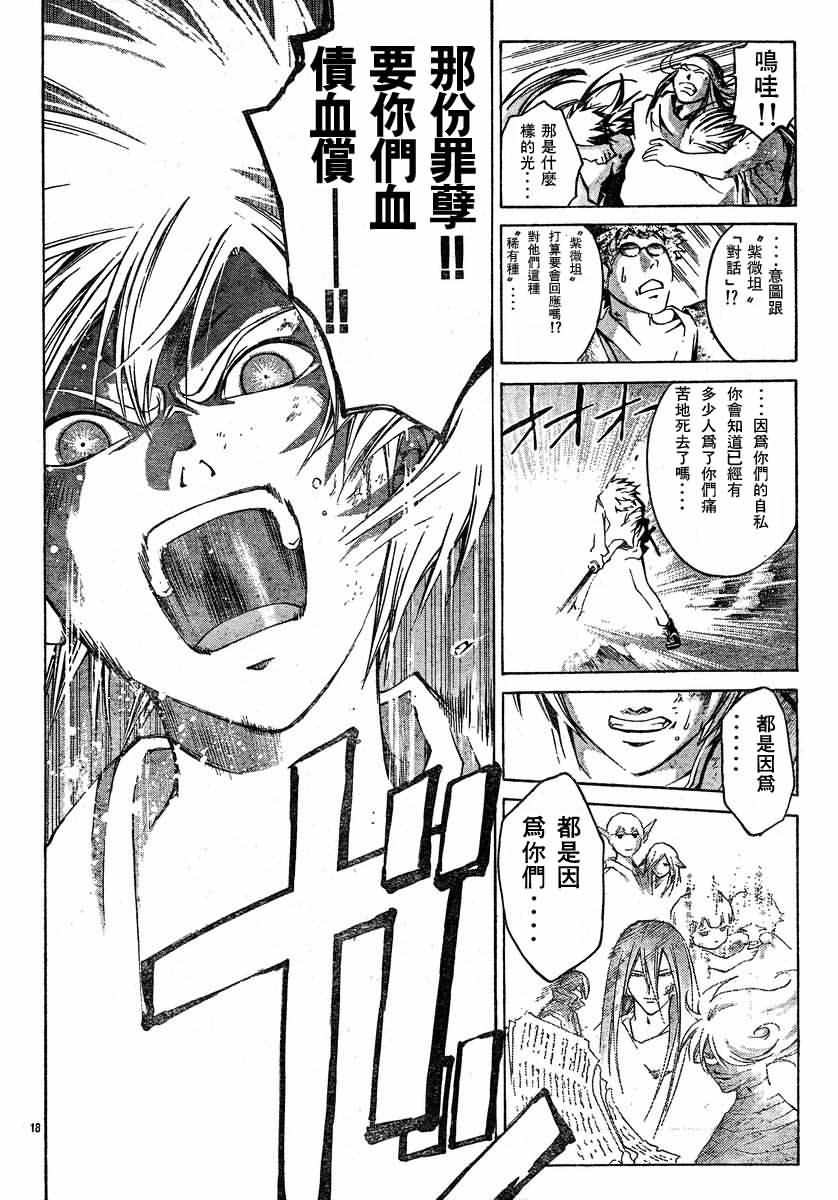 嗚哇!!
那是什麼
樣的光‥‥
‥‥意圖跟
〝紫微垣〞
「對話」!?
〝紫微垣〞
打算要會回應嗎!?
對他們這種
〝稀有種〞‥‥
‥‥因爲你們的自私
你會知道已經有
多少人爲了你們痛
苦地死去了嗎‥‥
オオオ
都是因爲
‥‥‥
都是因
爲你們‥‥
那份罪孽!!
要你們血
債血償——!!
18